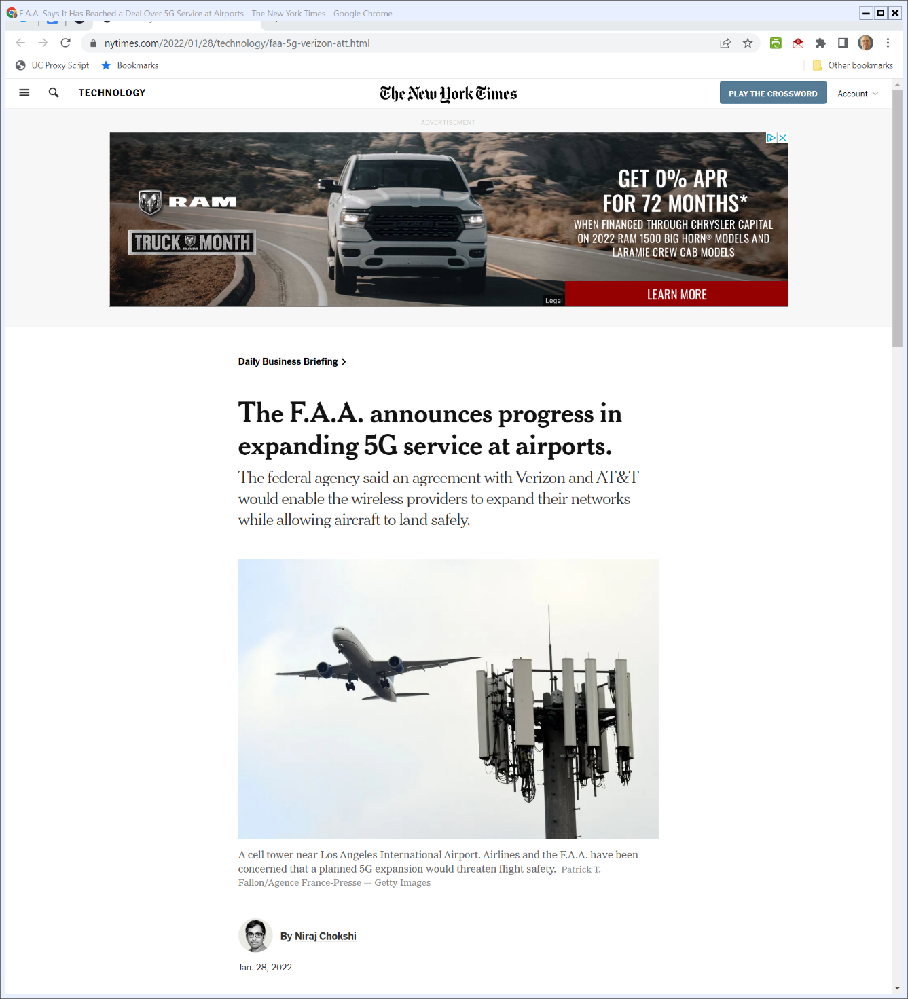 F.A.A. Says It Has Reached a Deal Over 5G Service at Airports - The New York Times - Google Chrome
nytimes.com/2022/01/28/technology/faa-5g-verizon-att.html
UC Proxy Script
Bookmarks
Other bookmarks
TECHNOLOGY
The New York Times
PLAY THE CROSSWORD
Account
ADVERTISEMENT
RAM
TRUCK RAM MONTH
GET 0% APR
FOR 72 MONTHS*
WHEN FINANCED THROUGH CHRYSLER CAPITAL
ON 2022 RAM 1500 BIG HORN® MODELS AND
LARAMIE CREW CAB MODELS
Legal
LEARN MORE
Daily Business Briefing >
The F.A.A. announces progress in
expanding 5G service at airports.
The federal agency said an agreement with Verizon and AT&T
would enable the wireless providers to expand their networks
while allowing aircraft to land safely.
A cell tower near Los Angeles International Airport. Airlines and the F.A.A. have been
concerned that a planned 5G expansion would threaten flight safety. Patrick T.
Fallon/Agence France-Presse — Getty Images
By Niraj Chokshi
Jan. 28, 2022